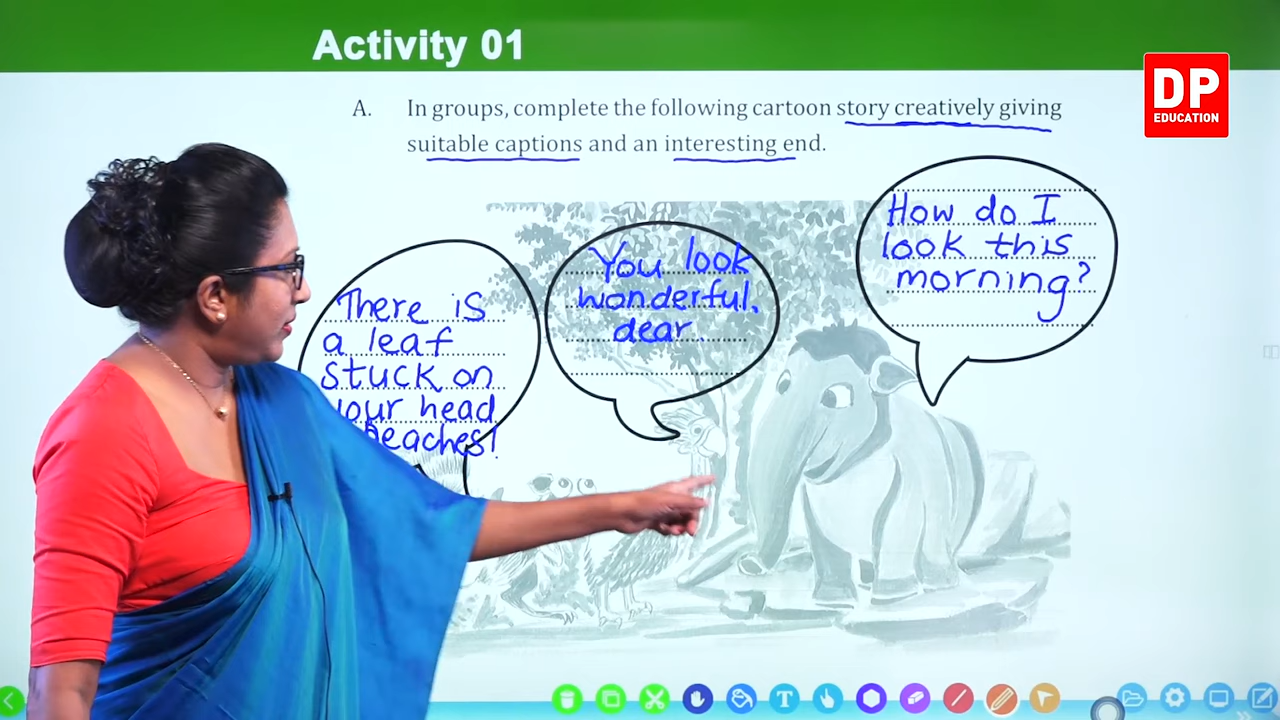 Activity 01
DP
EDUCATION
A. In groups, complete the following cartoon story creatively giving
suitable captions and an interesting end.
There is
a leaf
stuck on
your head
peaches!
You look
wonderful,
dear.
How do I
look this
morning?
T